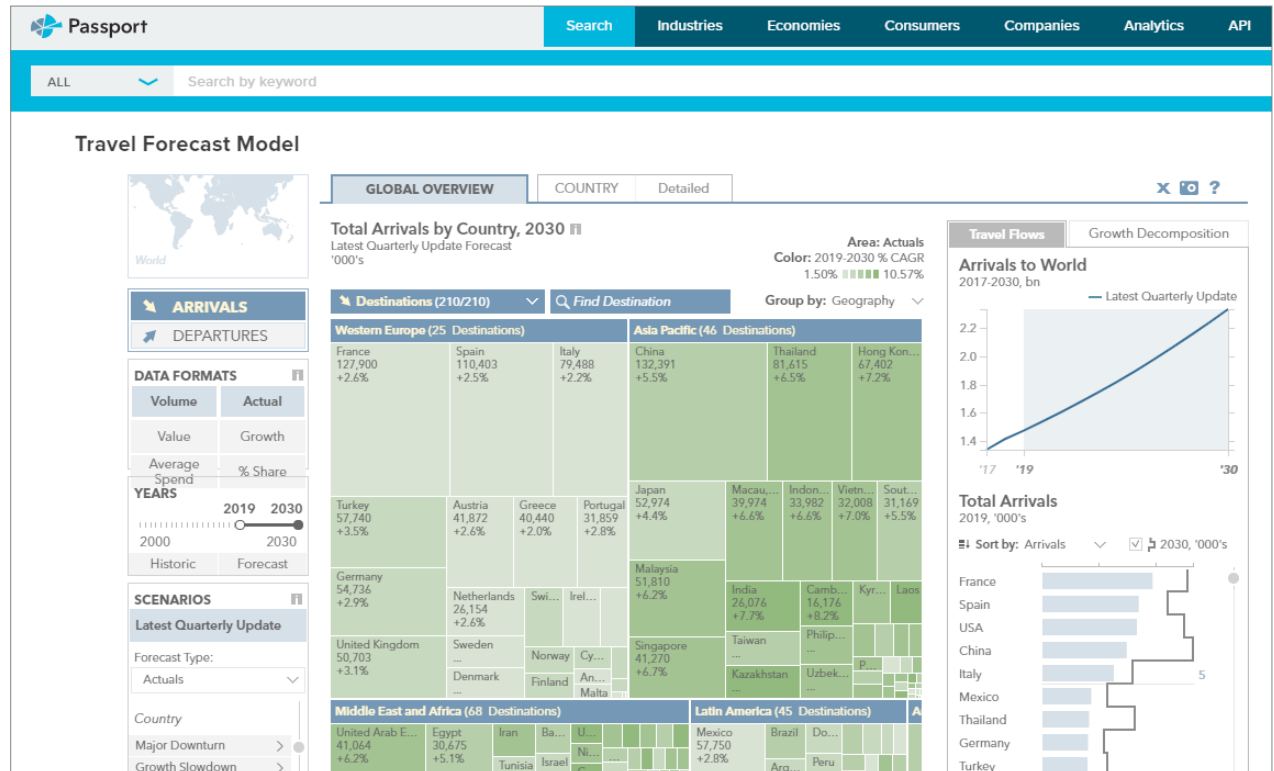 Passport
Search Industries Economies Consumers Companies Analytics API
ALL Search by keyword
Travel Forecast Model
World
ARRIVALS
DEPARTURES
DATA FORMATS
Volume Actual
Value Growth
Average Spend % Share
YEARS
2019 2030
2000 2030
Historic Forecast
SCENARIOS
Latest Quarterly Update
Forecast Type:
Actuals
Country
Major Downturn >
Growth Slowdown >
GLOBAL OVERVIEW COUNTRY Detailed
X ?
Total Arrivals by Country, 2030
Latest Quarterly Update Forecast
'000's
Area: Actuals
Color: 2019-2030 % CAGR
1.50% 10.57%
Destinations (210/210) Find Destination Group by: Geography
Western Europe (25 Destinations)
France
127,900
+2.6%
Spain
110,403
+2.5%
Italy
79,488
+2.2%
Turkey
57,740
+3.5%
Austria
41,872
+2.6%
Greece
40,440
+2.0%
Portugal
31,859
+2.8%
Germany
54,736
+2.9%
Netherlands
26,154
+2.6%
Swi...
Irel...
United Kingdom
50,703
+3.1%
Sweden
...
Norway
Cy...
Denmark
...
Finland
An...
Malta
Asia Pacific (46 Destinations)
China
132,391
+5.5%
Thailand
81,615
+6.5%
Hong Kon...
67,402
+7.2%
Japan
52,974
+4.4%
Macau,...
39,974
+6.6%
Indon...
33,982
+6.6%
Vietn...
32,008
+7.0%
Sout...
31,169
+5.5%
Malaysia
51,810
+6.2%
India
26,076
+7.7%
Camb...
16,176
+8.2%
Kyr...
Laos
Singapore
41,270
+6.7%
Taiwan
...
Philip...
...
Kazakhstan
...
Uzbek...
...
P...
...
Middle East and Africa (68 Destinations)
United Arab E...
41,064
+6.2%
Egypt
30,675
+5.1%
Iran
Ba...
U...
Tunisia
Israel
Ni...
...
Latin America (45 Destinations)
Mexico
57,750
+2.8%
Brazil
Do...
Arg...
Peru
A
Travel Flows Growth Decomposition
Arrivals to World
2017-2030, bn
Latest Quarterly Update
2.2
2.0
1.8
1.6
1.4
'17 '19 '30
Total Arrivals
2019, '000's
Sort by: Arrivals 2030, '000's
France
Spain
USA
China
Italy 5
Mexico
Thailand
Germany
Turkey